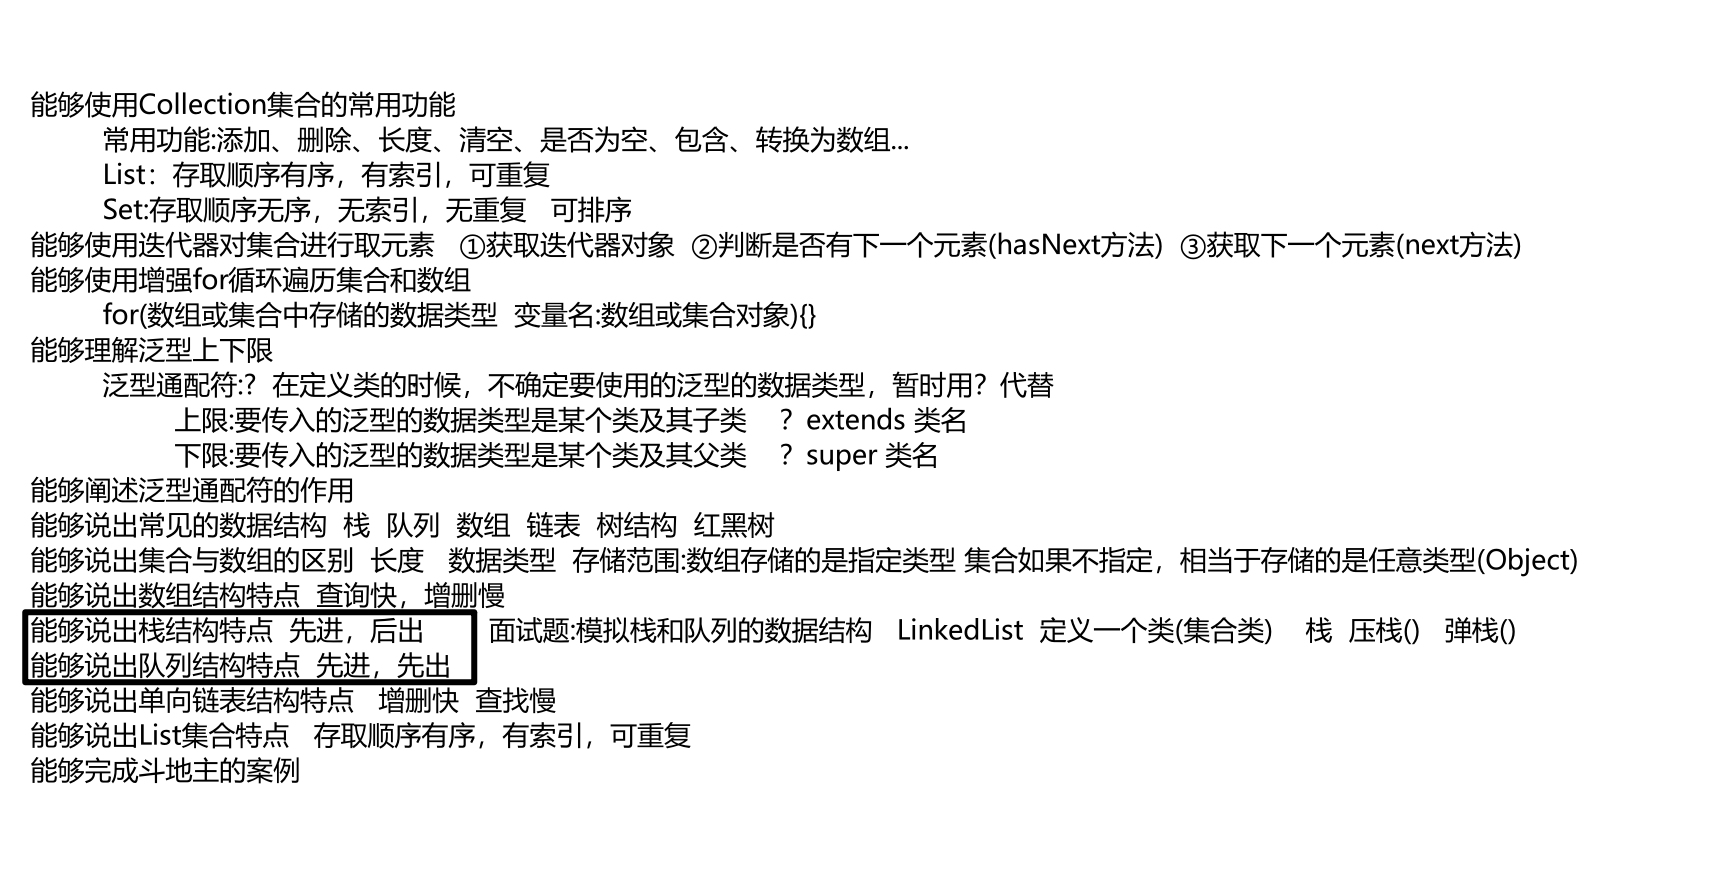 能够使用Collection集合的常用功能
常用功能:添加、删除、长度、清空、是否为空、包含、转换为数组...
List：存取顺序有序，有索引，可重复
Set:存取顺序无序，无索引，无重复 可排序
能够使用迭代器对集合进行取元素 ①获取迭代器对象 ②判断是否有下一个元素(hasNext方法) ③获取下一个元素(next方法)
能够使用增强for循环遍历集合和数组
for(数组或集合中存储的数据类型 变量名:数组或集合对象){}
能够理解泛型上下限
泛型通配符:? 在定义类的时候，不确定要使用的泛型的数据类型，暂时用？代替
上限:要传入的泛型的数据类型是某个类及其子类 ？extends 类名
下限:要传入的泛型的数据类型是某个类及其父类 ？super 类名
能够阐述泛型通配符的作用
能够说出常见的数据结构 栈 队列 数组 链表 树结构 红黑树
能够说出集合与数组的区别 长度 数据类型 存储范围:数组存储的是指定类型 集合如果不指定，相当于存储的是任意类型(Object)
能够说出数组结构特点 查询快，增删慢
能够说出栈结构特点 先进，后出 面试题:模拟栈和队列的数据结构 LinkedList 定义一个类(集合类) 栈 压栈() 弹栈()
能够说出队列结构特点 先进，先出
能够说出单向链表结构特点 增删快 查找慢
能够说出List集合特点 存取顺序有序，有索引，可重复
能够完成斗地主的案例